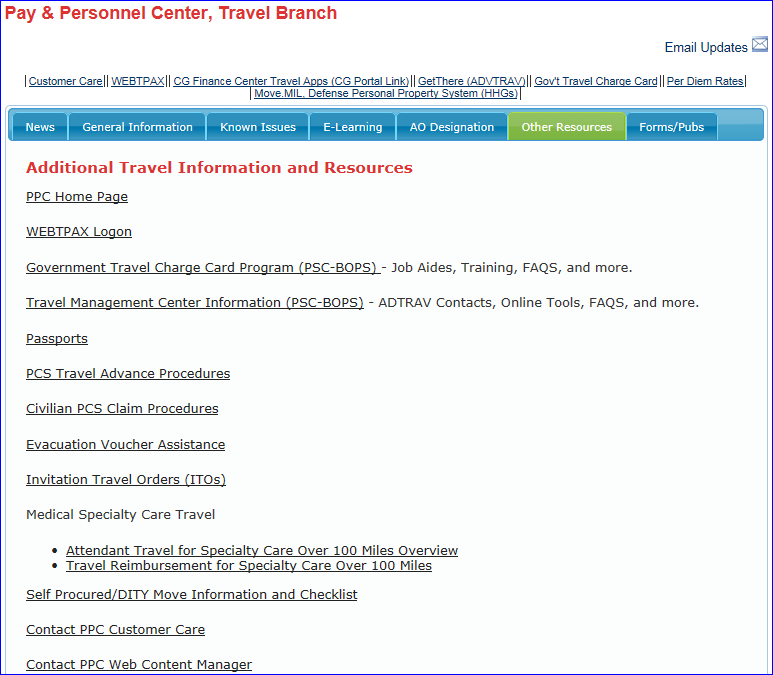 Pay & Personnel Center, Travel Branch
Email Updates
|Customer Care|| WEBTPAX|| CG Finance Center Travel Apps (CG Portal Link)|| GetThere (AD\/TRAV)|| Gov't Travel Charge Card|| Per Diem Rates|
| Move.MIL, Defense Personal Property System (HHGs)|
News General Information Known Issues E-Learning AO Designation Other Resources Forms/Pubs
Additional Travel Information and Resources
PPC Home Page
WEBTPAX Logon
Government Travel Charge Card Program (PSC-BOPS) - Job Aides, Training, FAQS, and more.
Travel Management Center Information (PSC-BOPS) - ADTRAV Contacts, Online Tools, FAQS, and more.
Passports
PCS Travel Advance Procedures
Civilian PCS Claim Procedures
Evacuation Voucher Assistance
Invitation Travel Orders (ITOs)
Medical Specialty Care Travel
• Attendant Travel for Specialty Care Over 100 Miles Overview
• Travel Reimbursement for Specialty Care Over 100 Miles
Self Procured/DITY Move Information and Checklist
Contact PPC Customer Care
Contact PPC Web Content Manager